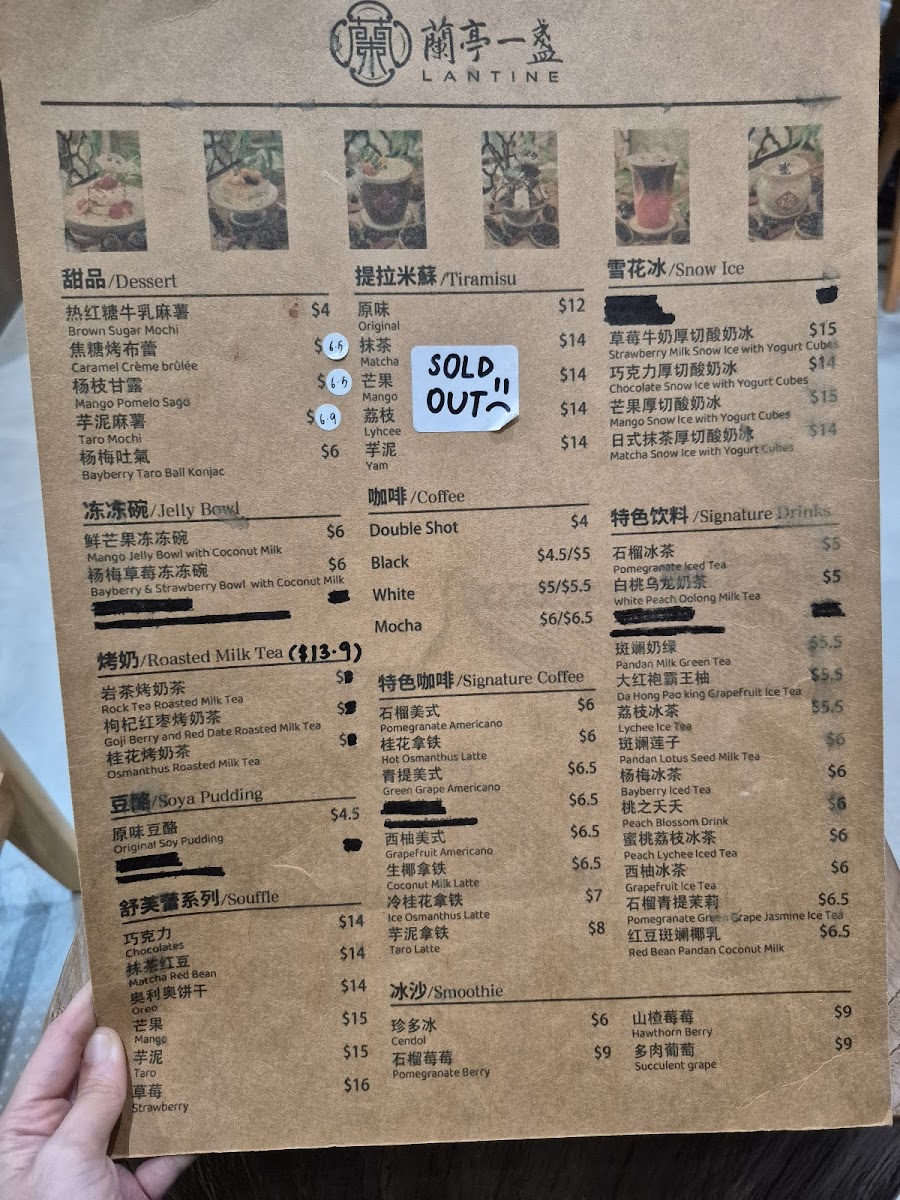 蘭亭一盏
LANTINE
甜品/Dessert
热红糖牛乳麻薯 $4
Brown Sugar Mochi
焦糖烤布蕾 $6.5
Caramel Crème brûlée
杨枝甘露 $6.5
Mango Pomelo Sago
芋泥麻薯 $6.9
Taro Mochi
杨梅吐氣 $6
Bayberry Taro Ball Konjac
冻冻碗/Jelly Bowl
鲜芒果冻冻碗 $6
Mango Jelly Bowl with Coconut Milk
杨梅草莓冻冻碗 $6
Bayberry & Strawberry Bowl with Coconut Milk
烤奶/Roasted Milk Tea ($13.9)
岩茶烤奶茶 $
Rock Tea Roasted Milk Tea
枸杞红枣烤奶茶 $
Goji Berry and Red Date Roasted Milk Tea
桂花烤奶茶 $
Osmanthus Roasted Milk Tea
豆酪/Soya Pudding
原味豆酪 $4.5
Original Soy Pudding
舒芙蕾系列/Souffle
巧克力 $14
Chocolates
抹茶红豆 $14
Matcha Red Bean
奥利奥饼干 $14
Oreo
芒果 $15
Mango
芋泥 $15
Taro
草莓 $16
Strawberry
提拉米蘇/Tiramisu
原味 $12
Original
抹茶 $14
Matcha
芒果 $14
Mango
荔枝 $14
Lyhcee
芋泥 $14
Yam
SOLD
OUT
咖啡/Coffee
Double Shot $4
Black $4.5/$5
White $5/$5.5
Mocha $6/$6.5
特色咖啡/Signature Coffee
石榴美式 $6
Pomegranate Americano
桂花拿铁 $6
Hot Osmanthus Latte
青提美式 $6.5
Green Grape Americano
$6.5
西柚美式 $6.5
Grapefruit Americano
生椰拿铁 $6.5
Coconut Milk Latte
冷桂花拿铁 $7
Ice Osmanthus Latte
芋泥拿铁 $8
Taro Latte
雪花冰/Snow Ice
草莓牛奶厚切酸奶冰 $15
Strawberry Milk Snow Ice with Yogurt Cubes
巧克力厚切酸奶冰 $14
Chocolate Snow Ice with Yogurt Cubes
芒果厚切酸奶冰 $15
Mango Snow Ice with Yogurt Cubes
日式抹茶厚切酸奶冰 $14
Matcha Snow Ice with Yogurt Cubes
特色饮料/Signature Drinks
石榴冰茶 $5
Pomegranate Iced Tea
白桃乌龙奶茶 $5
White Peach Oolong Milk Tea
斑斓奶绿 $5.5
Pandan Milk Green Tea
大红袍霸王柚 $5.5
Da Hong Pao king Grapefruit Ice Tea
荔枝冰茶 $5.5
Lychee Ice Tea
斑斓莲子 $6
Pandan Lotus Seed Milk Tea
杨梅冰茶 $6
Bayberry Iced Tea
桃之夭夭 $6
Peach Blossom Drink
蜜桃荔枝冰茶 $6
Peach Lychee Iced Tea
西柚冰茶 $6
Grapefruit Ice Tea
石榴青提茉莉 $6.5
Pomegranate Green Grape Jasmine Ice Tea
红豆斑斓椰乳 $6.5
Red Bean Pandan Coconut Milk
冰沙/Smoothie
珍多冰 $6
Cendol
石榴莓莓 $9
Pomegranate Berry
山楂莓莓 $9
Hawthorn Berry
多肉葡萄 $9
Succulent grape